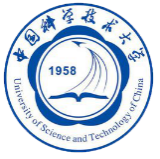 中国科学技术大学
1958
University of Science and Technology of China